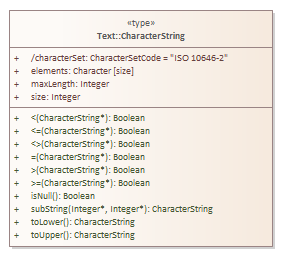 «type»
Text::CharacterString
+ /characterSet: CharacterSetCode = "ISO 10646-2"
+ elements: Character [size]
+ maxLength: Integer
+ size: Integer
+ <(CharacterString*): Boolean
+ <=(CharacterString*): Boolean
+ <>(CharacterString*): Boolean
+ =(CharacterString*): Boolean
+ >(CharacterString*): Boolean
+ >=(CharacterString*): Boolean
+ isNull(): Boolean
+ subString(Integer*, Integer*): CharacterString
+ toLower(): CharacterString
+ toUpper(): CharacterString